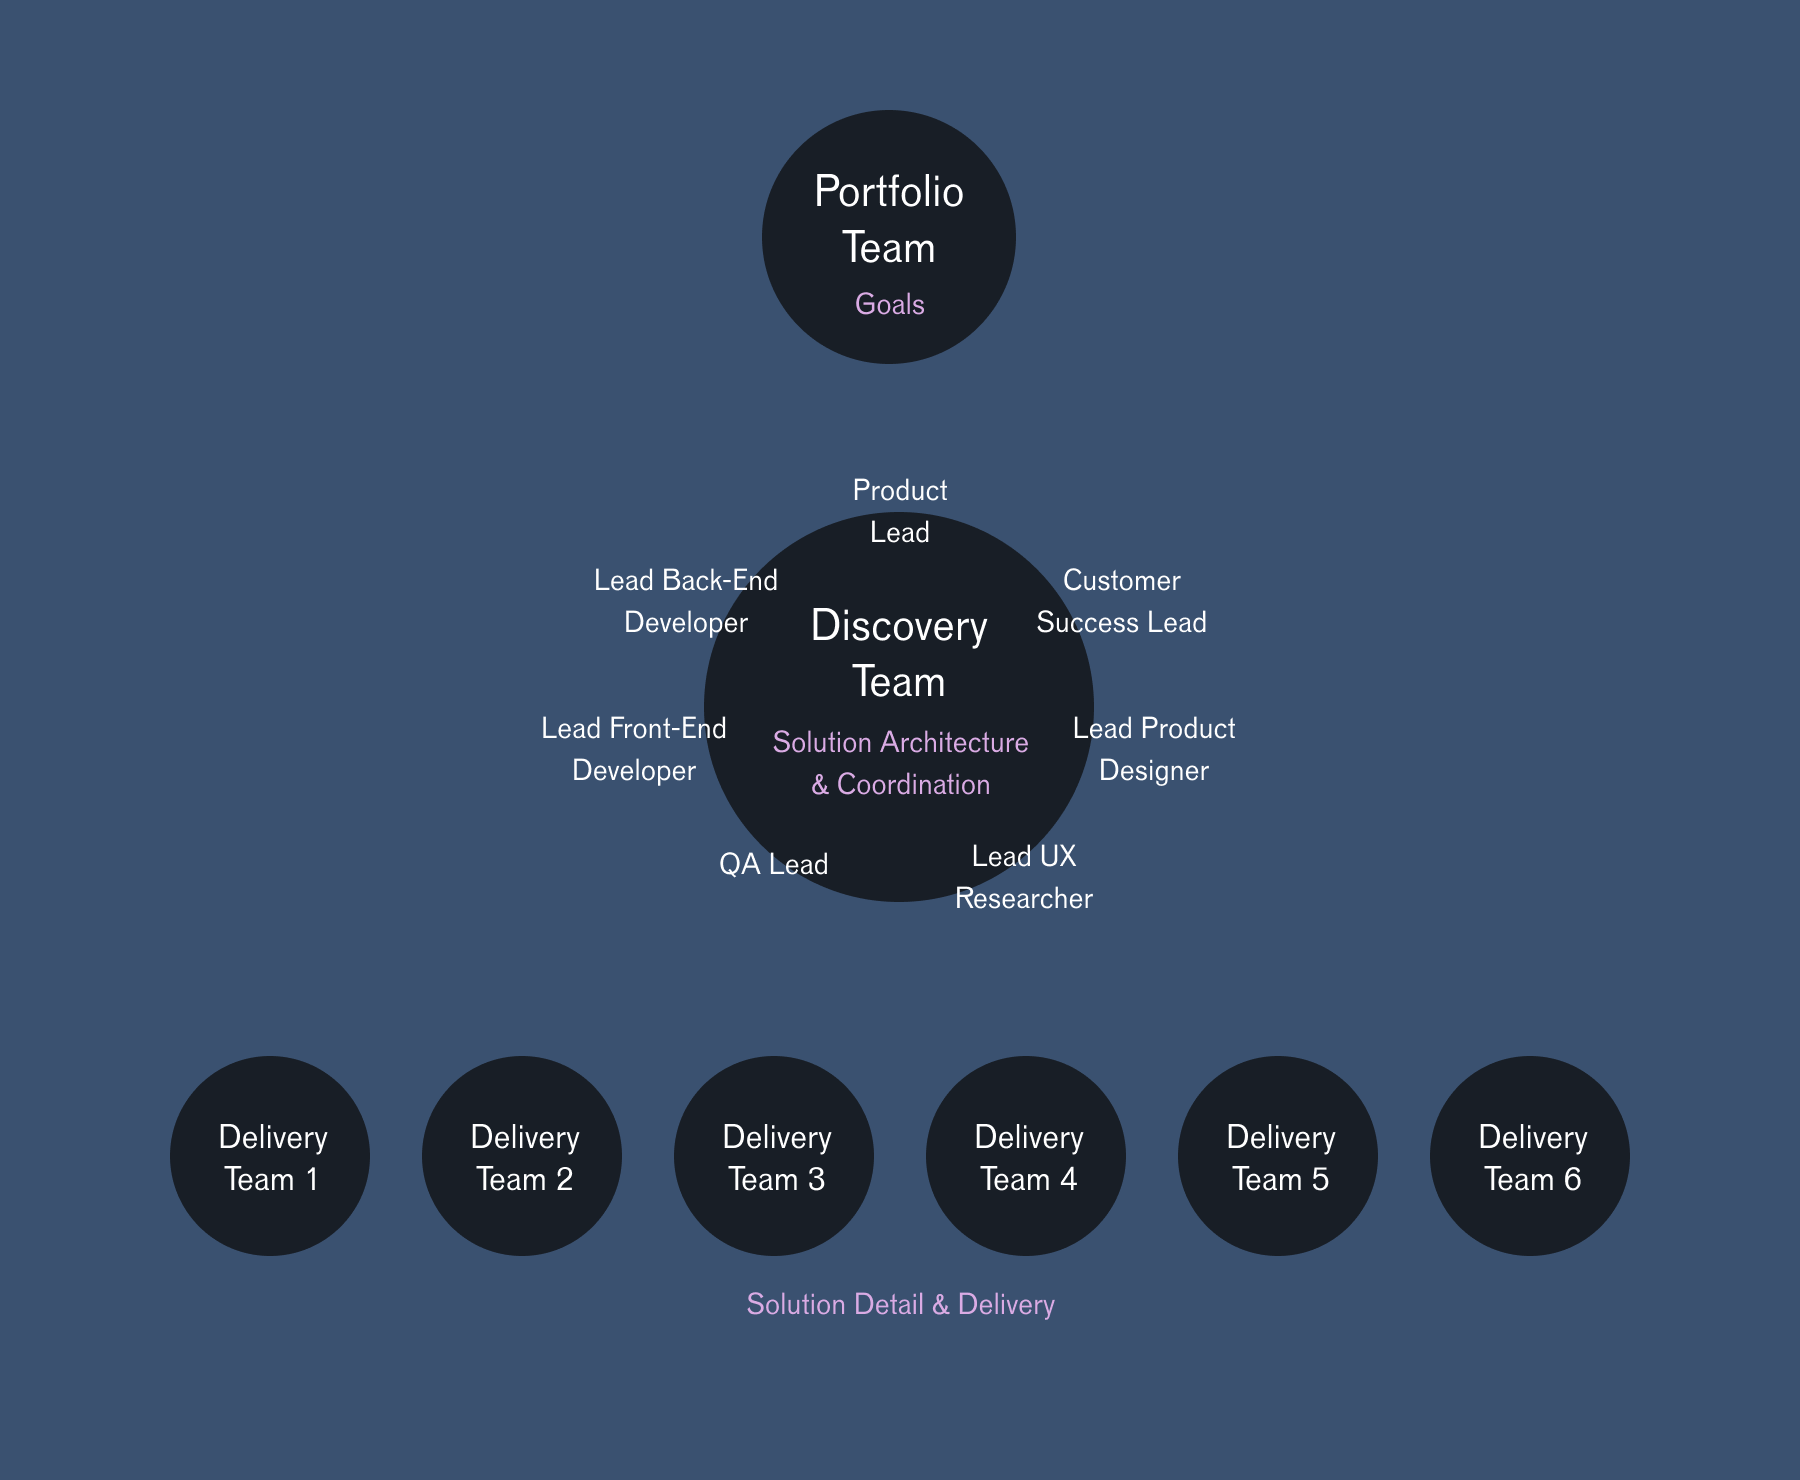 Portfolio
Team
Goals
Product
Lead
Lead Back-End
Developer
Customer
Success Lead
Discovery
Team
Solution Architecture
& Coordination
Lead Front-End
Developer
Lead Product
Designer
QA Lead
Lead UX
Researcher
Delivery
Team 1
Delivery
Team 2
Delivery
Team 3
Delivery
Team 4
Delivery
Team 5
Delivery
Team 6
Solution Detail & Delivery